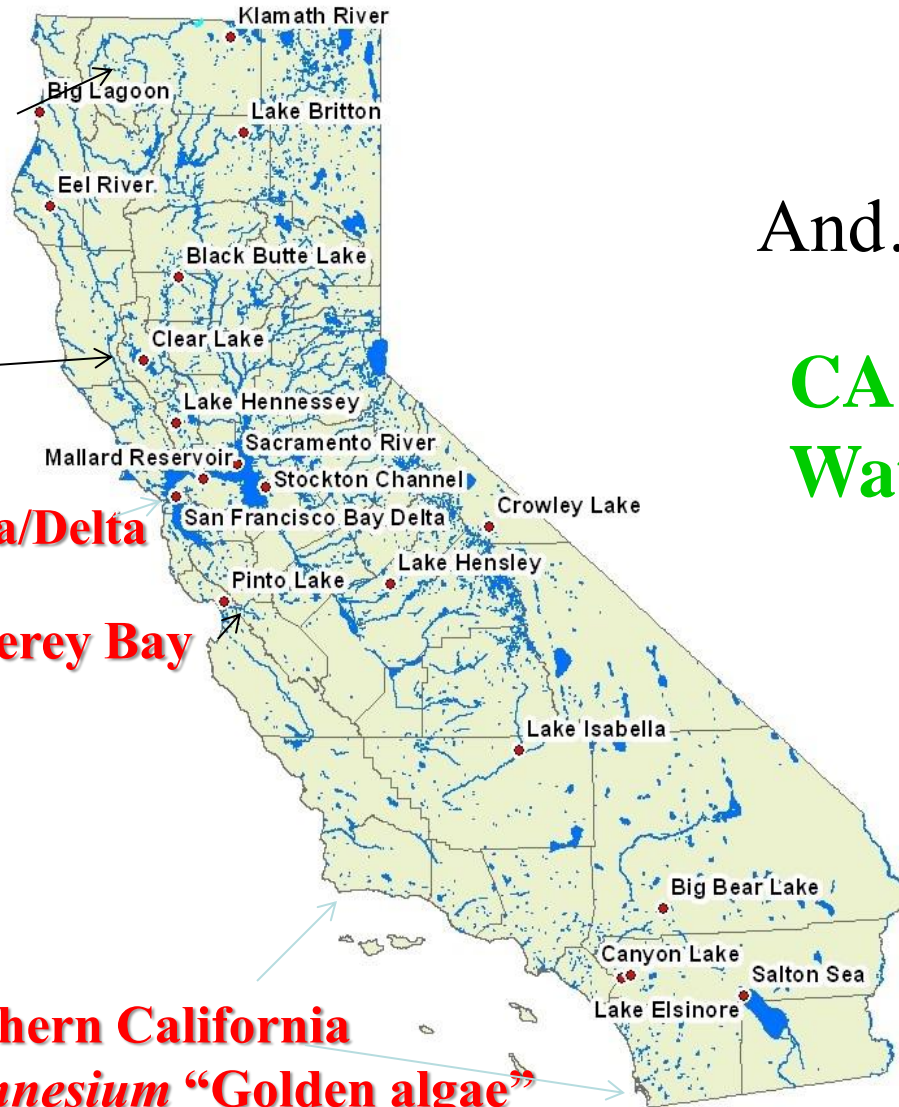 Klamath River
Big Lagoon
Lake Britton
Eel River
And.
Black Butte Lake
Clear Lake
CA
Wat
Lake Hennessey
Sacramento River
Mallard Reservoir
Stockton Channel
Crowley Lake
a/Delta
San Francisco Bay Delta
Lake Hensley
Pinto Lake
erey Bay
Lake Isabella
Big Bear Lake
Canyon Lake
Salton Sea
Lake Elsinore
hern California
nnesium “Golden algae”